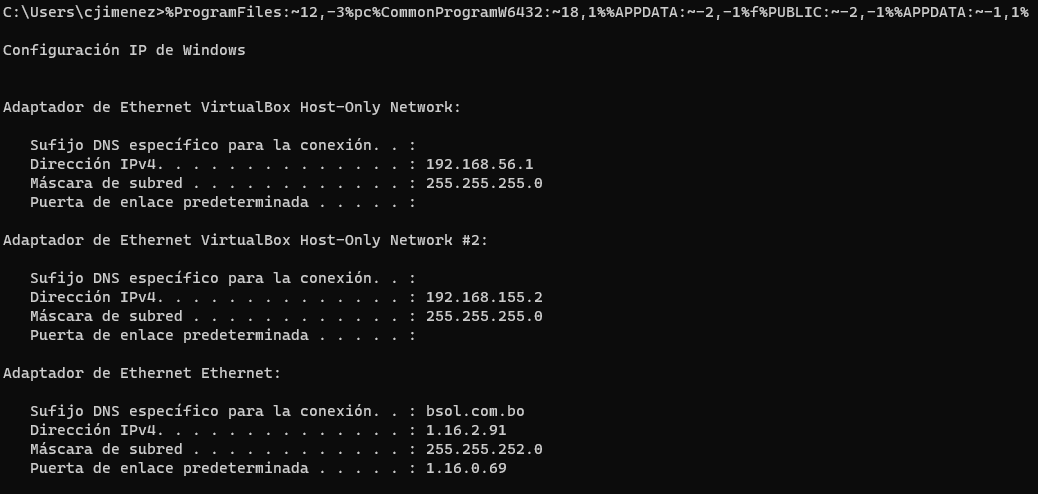 C:\Users\cjimenez>%ProgramFiles:~12,-3%pc%CommonProgramW6432:~18,1%%APPDATA:~-2,-1%f%PUBLIC:~-2,-1%%APPDATA:~-1,1%
Configuración IP de Windows
Adaptador de Ethernet VirtualBox Host-Only Network:
Sufijo DNS específico para la conexión. . :
Dirección IPv4. . . . . . . . . . . . . . : 192.168.56.1
Máscara de subred . . . . . . . . . . . . : 255.255.255.0
Puerta de enlace predeterminada . . . . . :
Adaptador de Ethernet VirtualBox Host-Only Network #2:
Sufijo DNS específico para la conexión. . :
Dirección IPv4. . . . . . . . . . . . . . : 192.168.155.2
Máscara de subred . . . . . . . . . . . . : 255.255.255.0
Puerta de enlace predeterminada . . . . . :
Adaptador de Ethernet Ethernet:
Sufijo DNS específico para la conexión. . : bsol.com.bo
Dirección IPv4. . . . . . . . . . . . . . : 1.16.2.91
Máscara de subred . . . . . . . . . . . . : 255.255.252.0
Puerta de enlace predeterminada . . . . . : 1.16.0.69